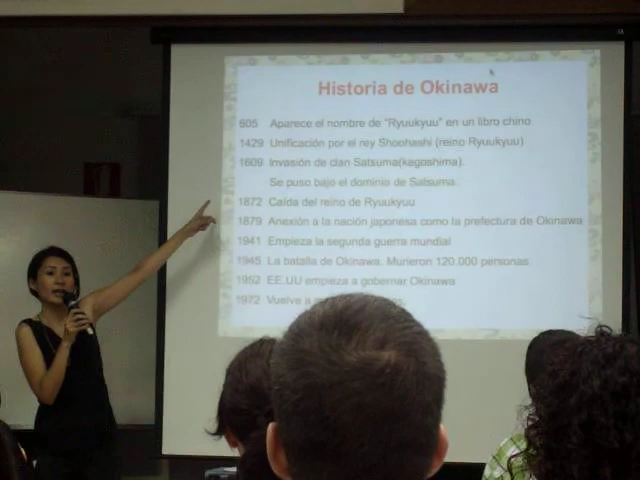 Historia de Okinawa
605 Aparece el nombre de "Ryuukyuu" en un libro chino
1429 Unificación por el rey Shoohashi (reino Ryuukyuu)
1609 Invasión de clan Satsuma(kagoshima).
Se puso bajo el dominio de Satsuma.
1872 Caída del reino de Ryuukyuu
1879 Anexión a la nación japonesa como la prefectura de Okinawa
1941 Empieza la segunda guerra mundial
1945 La batalla de Okinawa. Murieron 120.000 personas
1952 EE.UU empieza a gobernar Okinawa
1972 Vuelve a